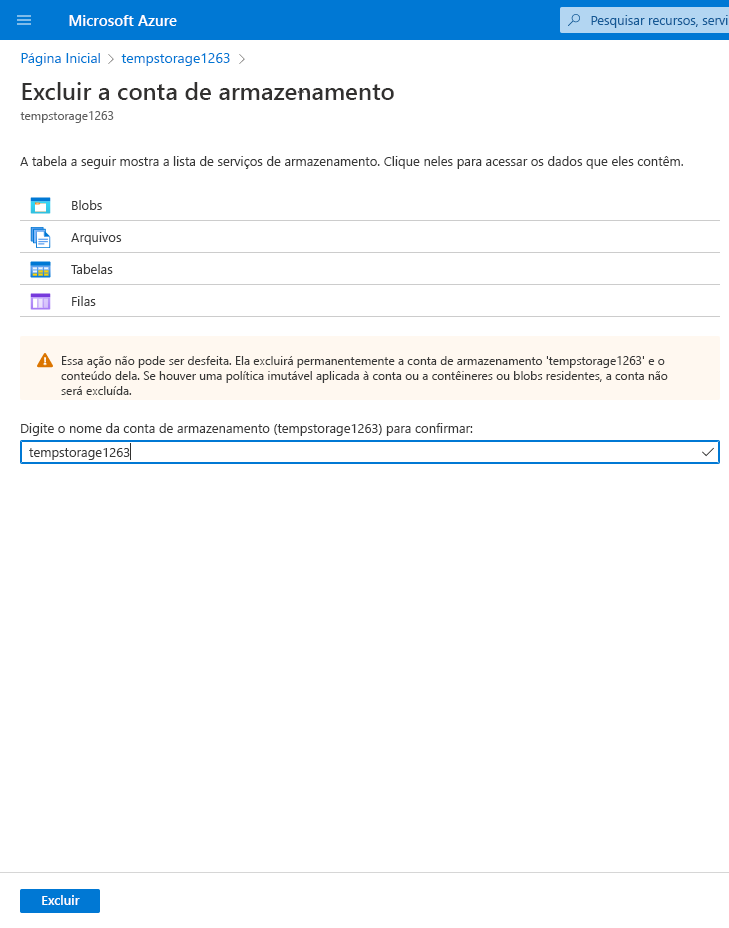 Microsoft Azure
Pesquisar recursos, servi
Página Inicial > tempstorage1263 >
Excluir a conta de armazenamento
tempstorage1263
A tabela a seguir mostra a lista de serviços de armazenamento. Clique neles para acessar os dados que eles contêm.
Blobs
Arquivos
Tabelas
Filas
Essa ação não pode ser desfeita. Ela excluirá permanentemente a conta de armazenamento 'tempstorage1263' e o
conteúdo dela. Se houver uma política imutável aplicada à conta ou a contêineres ou blobs residentes, a conta não
será excluída.
Digite o nome da conta de armazenamento (tempstorage1263) para confirmar:
tempstorage1263
Excluir